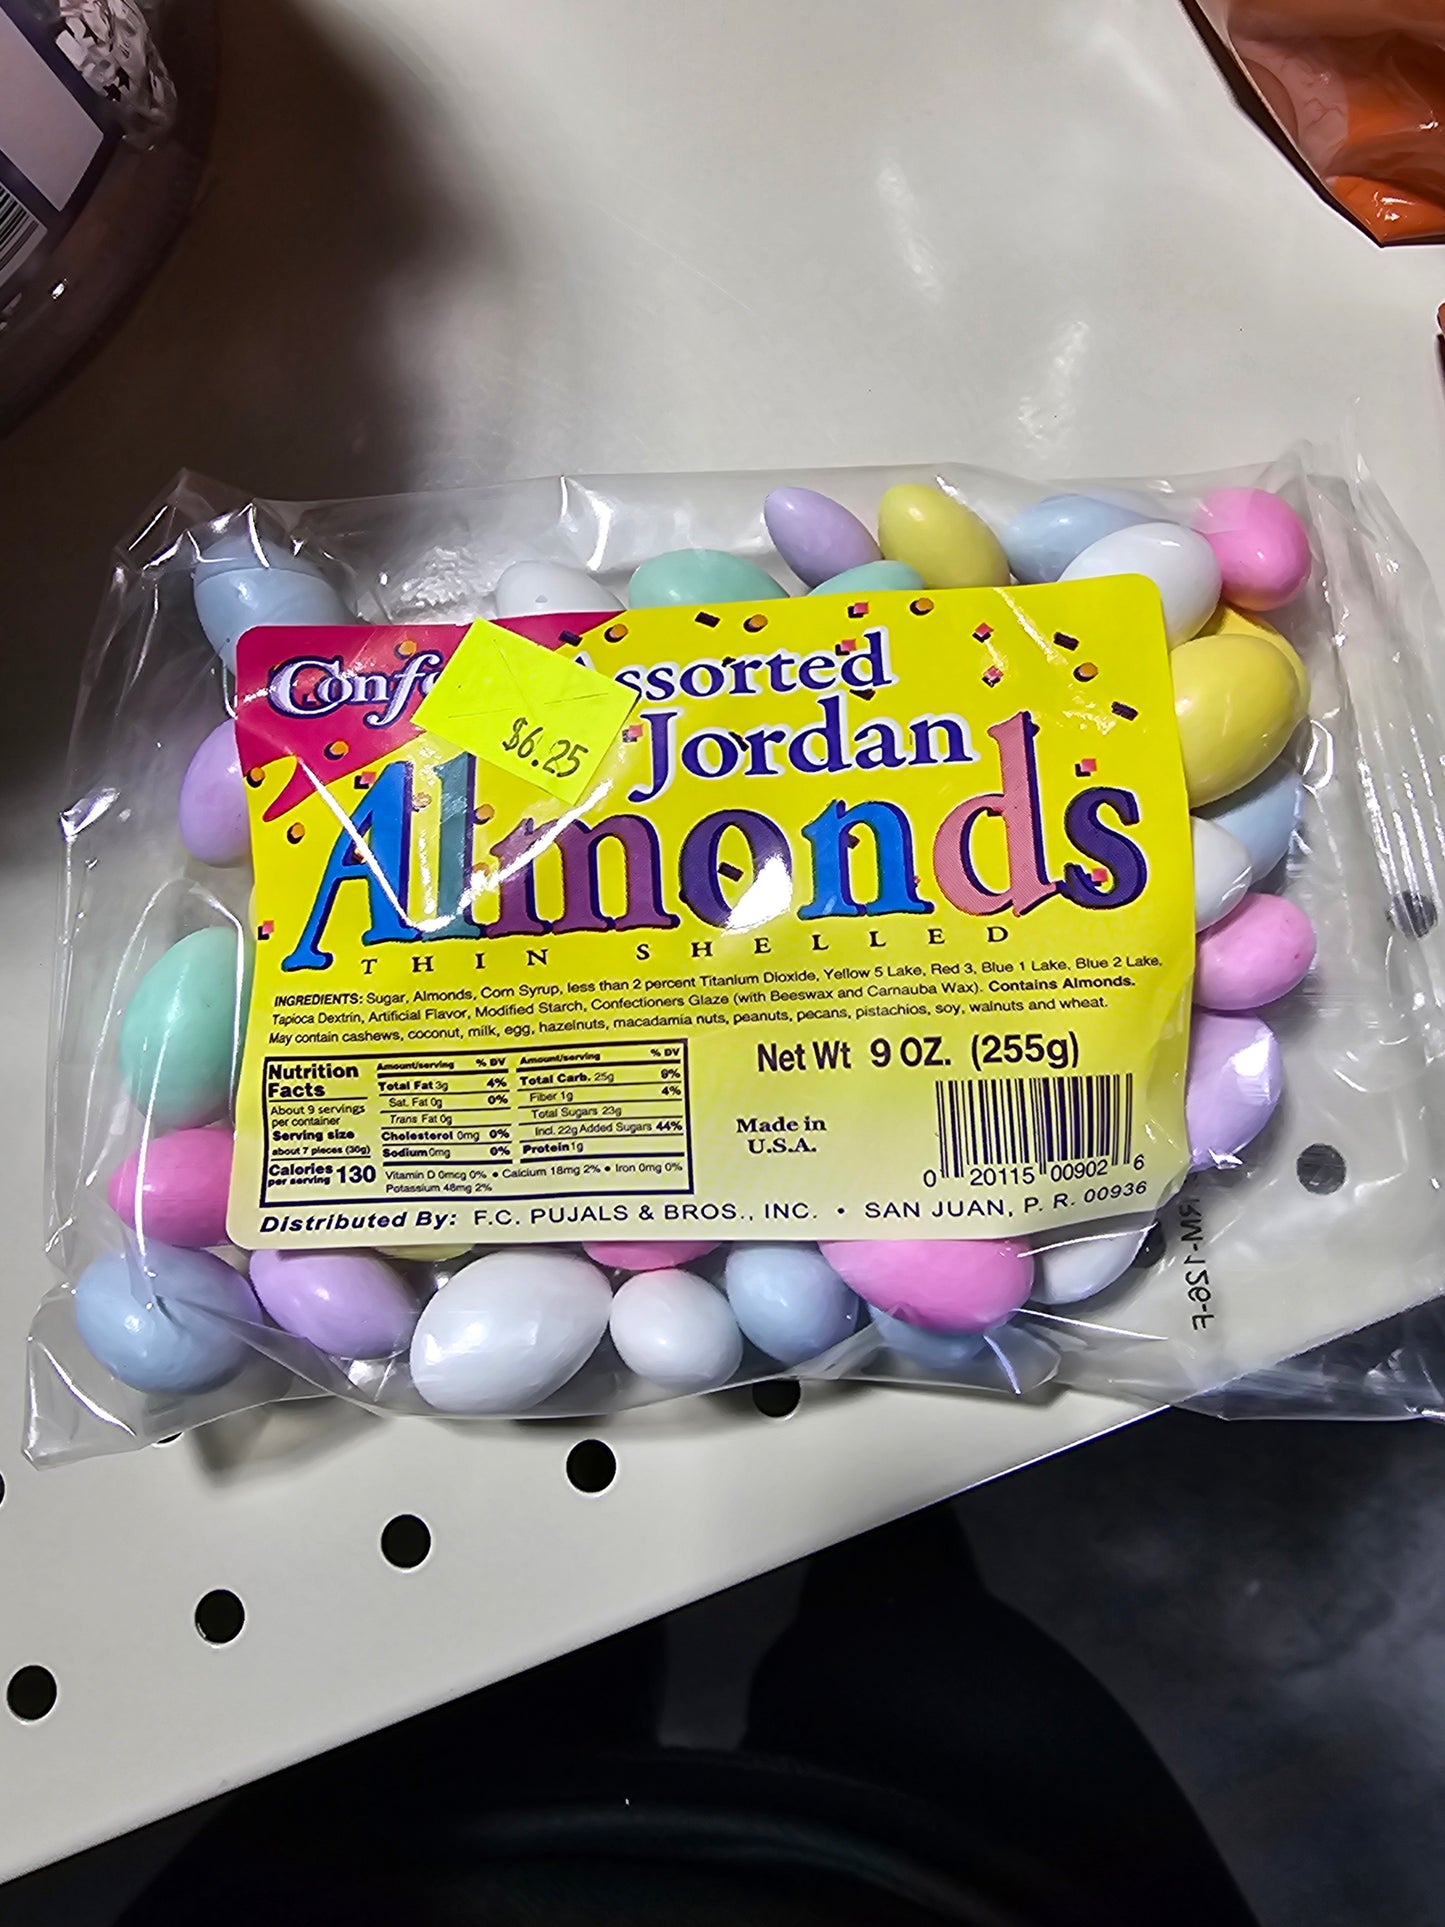 Conf
$6.25
ssorted
Jordan
Almonds
THIN SHELLED
INGREDIENTS: Sugar, Almonds, Corn Syrup, less than 2 percent Titanium Dioxide, Yellow 5 Lake, Red 3, Blue 1 Lake, Blue 2 Lake,
Tapioca Dextrin, Artificial Flavor, Modified Starch, Confectioners Glaze (with Beeswax and Carnauba Wax). Contains Almonds.
May contain cashews, coconut, milk, egg, hazelnuts, macadamia nuts, peanuts, pecans, pistachios, soy, walnuts and wheat.
Nutrition
Facts
About 9 servings
per container
Serving size
about 7 pieces (30g)
Calories 130
per serving
Amount/serving % DV
Total Fat 3g 4%
Sat. Fat 0g 0%
Trans Fat 0g
Cholesterol 0mg 0%
Sodium 0mg 0%
Amount/serving % DV
Total Carb. 25g 9%
Fiber 1g 4%
Total Sugars 23g
Incl. 22g Added Sugars 44%
Protein 1g
Vitamin D 0mcg 0% • Calcium 18mg 2% • Iron 0mg 0%
Potassium 48mg 2%
Net Wt 9 OZ. (255g)
Made in
U.S.A.
0 20115 00902 6
Distributed By: F.C. PUJALS & BROS., INC. • SAN JUAN, P. R. 00936